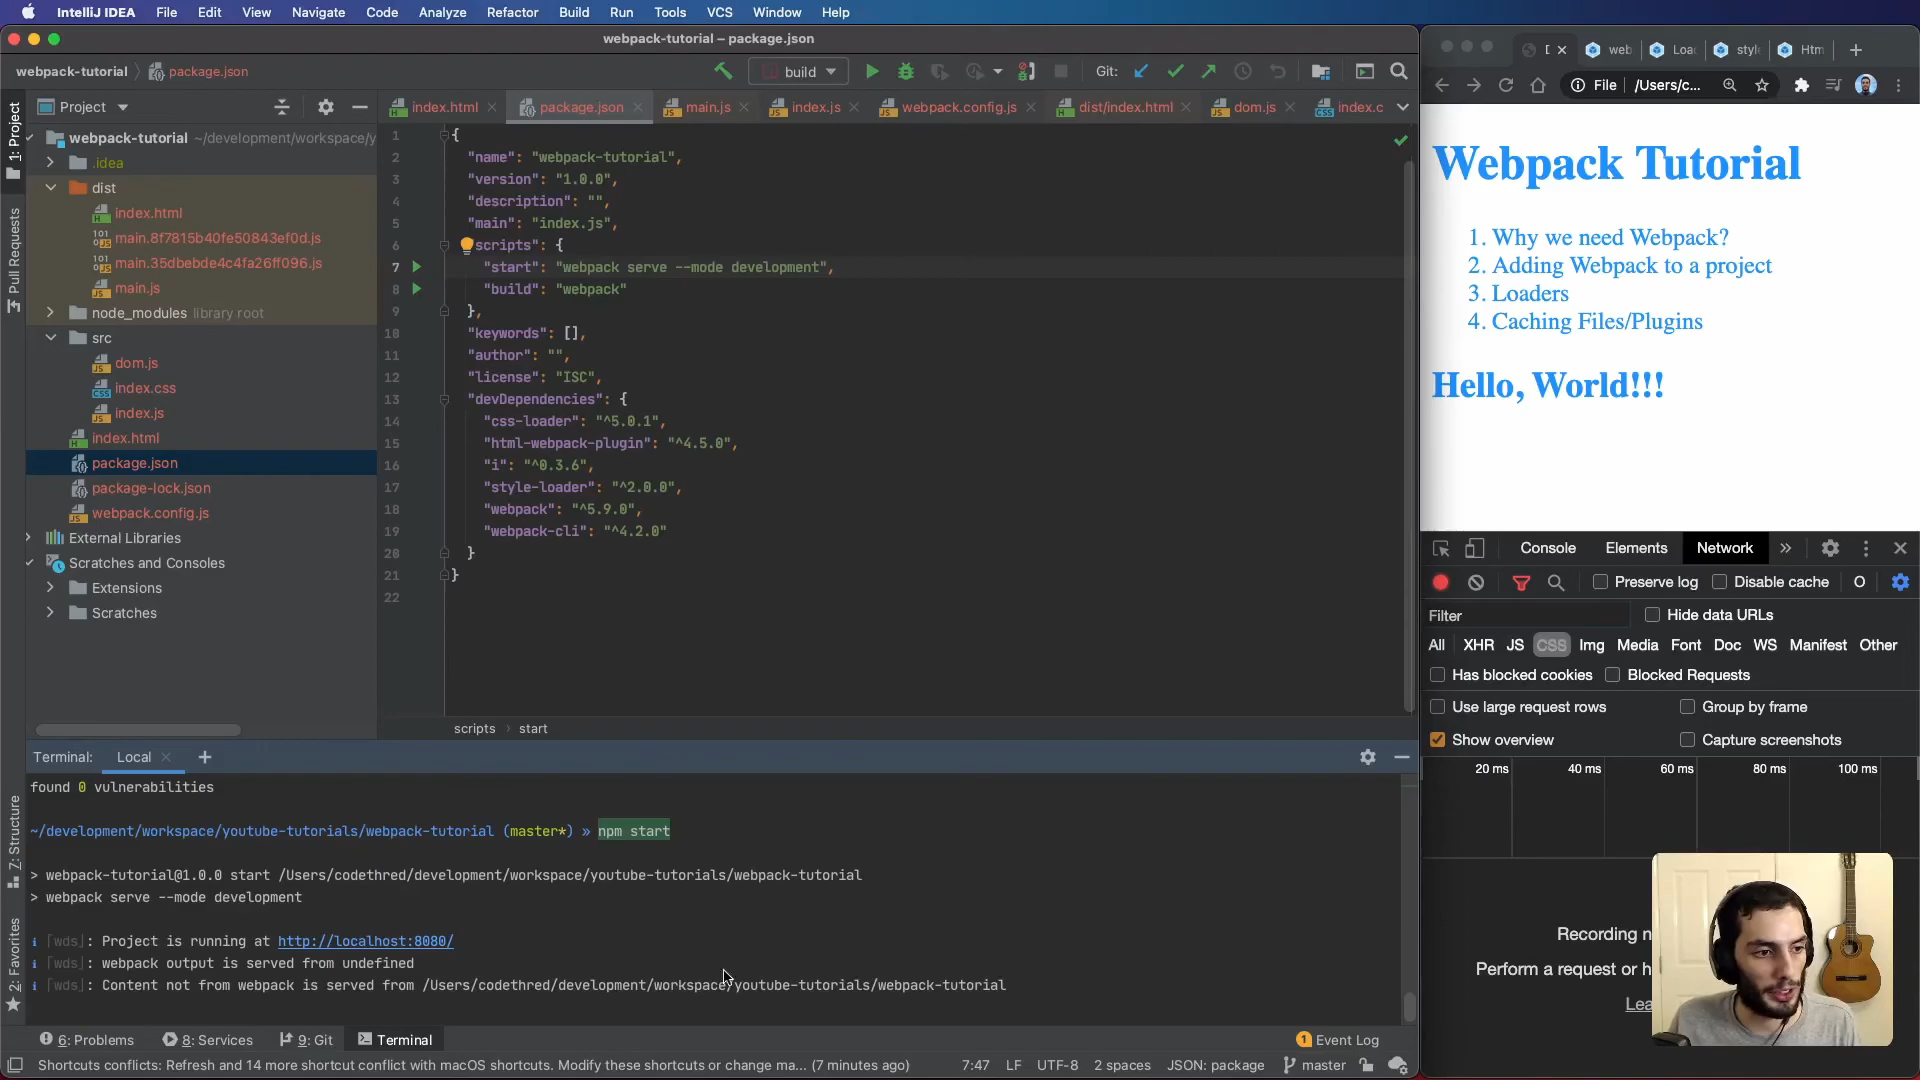 IntelliJ IDEA File Edit View Navigate Code Analyze Refactor Build Run Tools VCS Window Help
webpack-tutorial – package.json
webpack-tutorial package.json
build
Git:
Project
index.html
package.json
main.js
index.js
webpack.config.js
dist/index.html
dom.js
index.c
1: Project
Pull Requests
7: Structure
2: Favorites
webpack-tutorial ~/development/workspace/y
.idea
dist
index.html
main.8f7815b40fe50843ef0d.js
main.35dbebde4c4fa26ff096.js
main.js
node_modules library root
src
dom.js
index.css
index.js
index.html
package.json
package-lock.json
webpack.config.js
External Libraries
Scratches and Consoles
Extensions
Scratches
1 {
2 "name": "webpack-tutorial",
3 "version": "1.0.0",
4 "description": "",
5 "main": "index.js",
6 scripts": {
7 "start": "webpack serve --mode development",
8 "build": "webpack"
9 },
10 "keywords": [],
11 "author": "",
12 "license": "ISC",
13 "devDependencies": {
14 "css-loader": "^5.0.1",
15 "html-webpack-plugin": "^4.5.0",
16 "i": "^0.3.6",
17 "style-loader": "^2.0.0",
18 "webpack": "^5.9.0",
19 "webpack-cli": "^4.2.0"
20 }
21 }
22
scripts › start
Terminal: Local
found 0 vulnerabilities
~/development/workspace/youtube-tutorials/webpack-tutorial (master*) » npm start
> webpack-tutorial@1.0.0 start /Users/codethred/development/workspace/youtube-tutorials/webpack-tutorial
> webpack serve --mode development
i ｢wds｣: Project is running at http://localhost:8080/
i ｢wds｣: webpack output is served from undefined
i ｢wds｣: Content not from webpack is served from /Users/codethred/development/workspace/youtube-tutorials/webpack-tutorial
6: Problems 8: Services 9: Git Terminal
1 Event Log
Shortcuts conflicts: Refresh and 14 more shortcut conflict with macOS shortcuts. Modify these shortcuts or change ma... (7 minutes ago)
7:47 LF UTF-8 2 spaces JSON: package master
web
Loa
style
Htm
File /Users/c...
Webpack Tutorial
1. Why we need Webpack?
2. Adding Webpack to a project
3. Loaders
4. Caching Files/Plugins
Hello, World!!!
Console Elements Network
Preserve log Disable cache O
Filter
Hide data URLs
All XHR JS CSS Img Media Font Doc WS Manifest Other
Has blocked cookies Blocked Requests
Use large request rows Group by frame
Show overview Capture screenshots
20 ms 40 ms 60 ms 80 ms 100 ms
Recording n
Perform a request or h
Lea